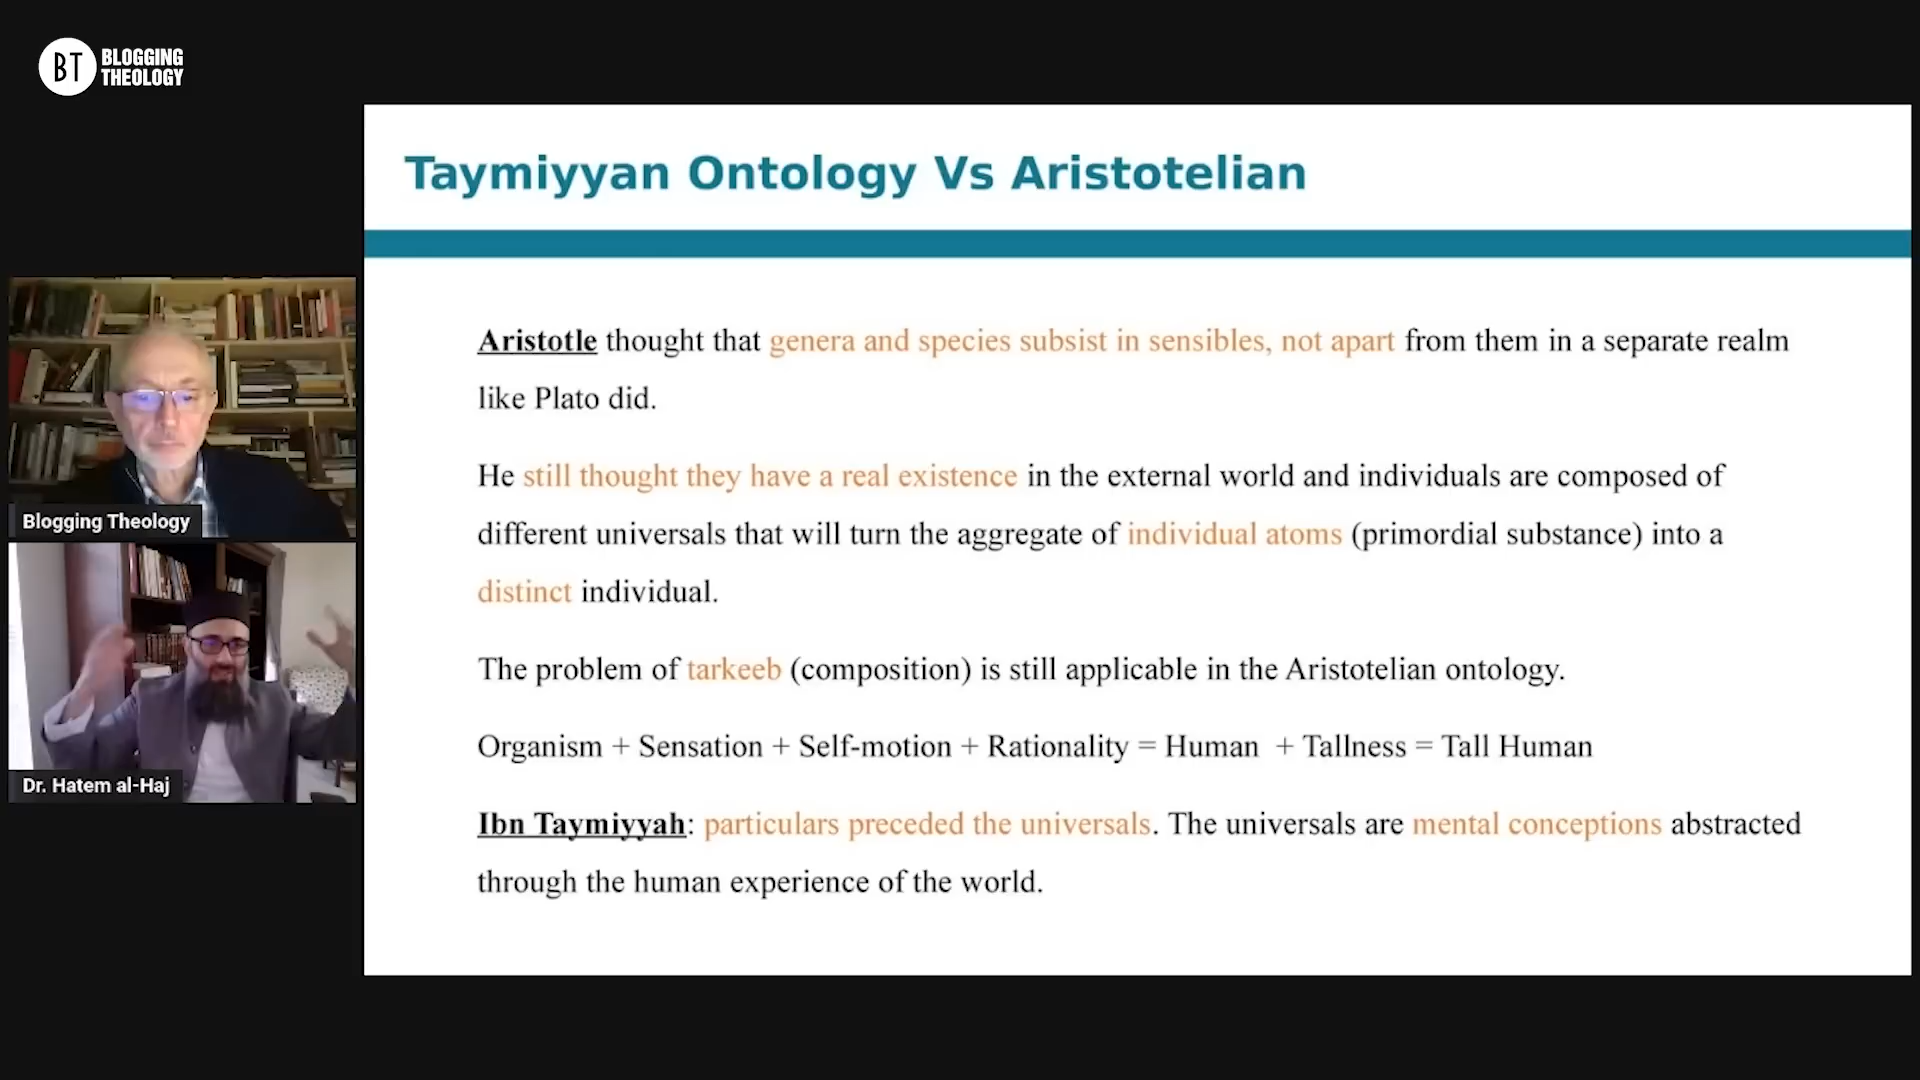 BT BLOGGING
THEOLOGY
Taymiyyan Ontology Vs Aristotelian
Aristotle thought that genera and species subsist in sensibles, not apart from them in a separate realm
like Plato did.
He still thought they have a real existence in the external world and individuals are composed of
different universals that will turn the aggregate of individual atoms (primordial substance) into a
distinct individual.
The problem of tarkeeb (composition) is still applicable in the Aristotelian ontology.
Organism + Sensation + Self-motion + Rationality = Human + Tallness = Tall Human
Ibn Taymiyyah: particulars preceded the universals. The universals are mental conceptions abstracted
through the human experience of the world.
Blogging Theology
Dr. Hatem al-Haj